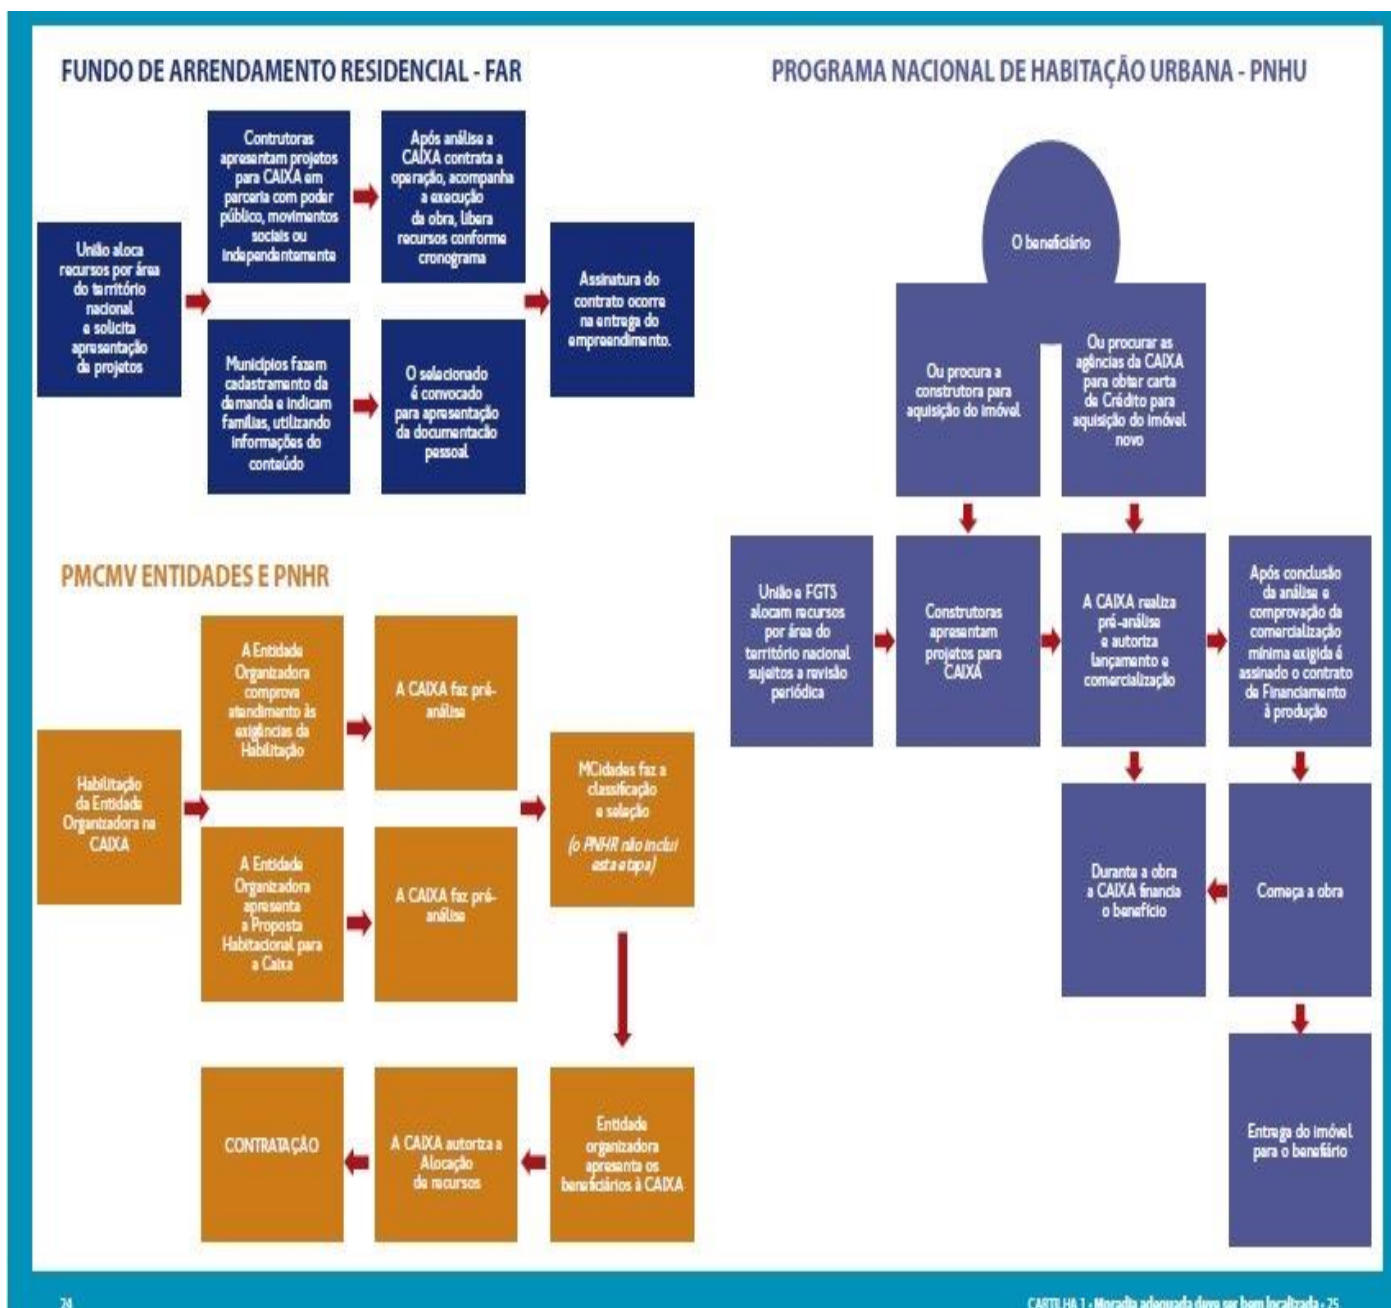 FUNDO DE ARRENDAMENTO RESIDENCIAL - FAR
União aloca
recursos por área
do território
nacional
e solicita
apresentação
de projetos
Contrutoras
apresentam projetos
para CAIXA em
parceria com poder
público, movimentos
sociais ou
independentemente
Após análise a
CAIXA contrata a
operação, acompanha
a execução
da obra, libera
recursos conforme
cronograma
Municípios fazem
cadastramento da
demanda e indicam
famílias, utilizando
informações do
conteúdo
O selecionado
é convocado
para apresentação
da documentacão
pessoal
Assinatura do
contrato ocorre
na entrega do
empreendimento.
PMCMV ENTIDADES E PNHR
Habilitação
da Entidade
Organizadora na
CAIXA
A Entidade
Organizadora
comprova
atendimento às
exigências da
Habilitação
A CAIXA faz pré-
análise
A Entidade
Organizadora
apresenta
a Proposta
Habitacional para
a Caixa
A CAIXA faz pré-
análise
MCidades faz a
classificação
e seleção
(o PNHR não inclui
esta etapa)
Entidade
organizadora
apresenta os
beneficiários à CAIXA
A CAIXA autoriza a
Alocação
de recursos
CONTRATAÇÃO
PROGRAMA NACIONAL DE HABITAÇÃO URBANA - PNHU
O beneficiário
Ou procura a
construtora para
aquisição do imóvel
Ou procurar as
agências da CAIXA
para obter carta
de Crédito para
aquisição do imóvel
novo
União e FGTS
alocam recursos
por área do
território nacional
sujeitos a revisão
periódica
Construtoras
apresentam
projetos para
CAIXA
A CAIXA realiza
pré-análise
e autoriza
lançamento e
comercialização
Após conclusão
da análise e
comprovação da
comercialização
mínima exigida é
assinado o contrato
de Financiamento
à produção
Durante a obra
a CAIXA financia
o benefício
Começa a obra
Entrega do imóvel
para o benefiário
24
CARTILHA 1 - Moradia adequada deve ser bem localizada - 25